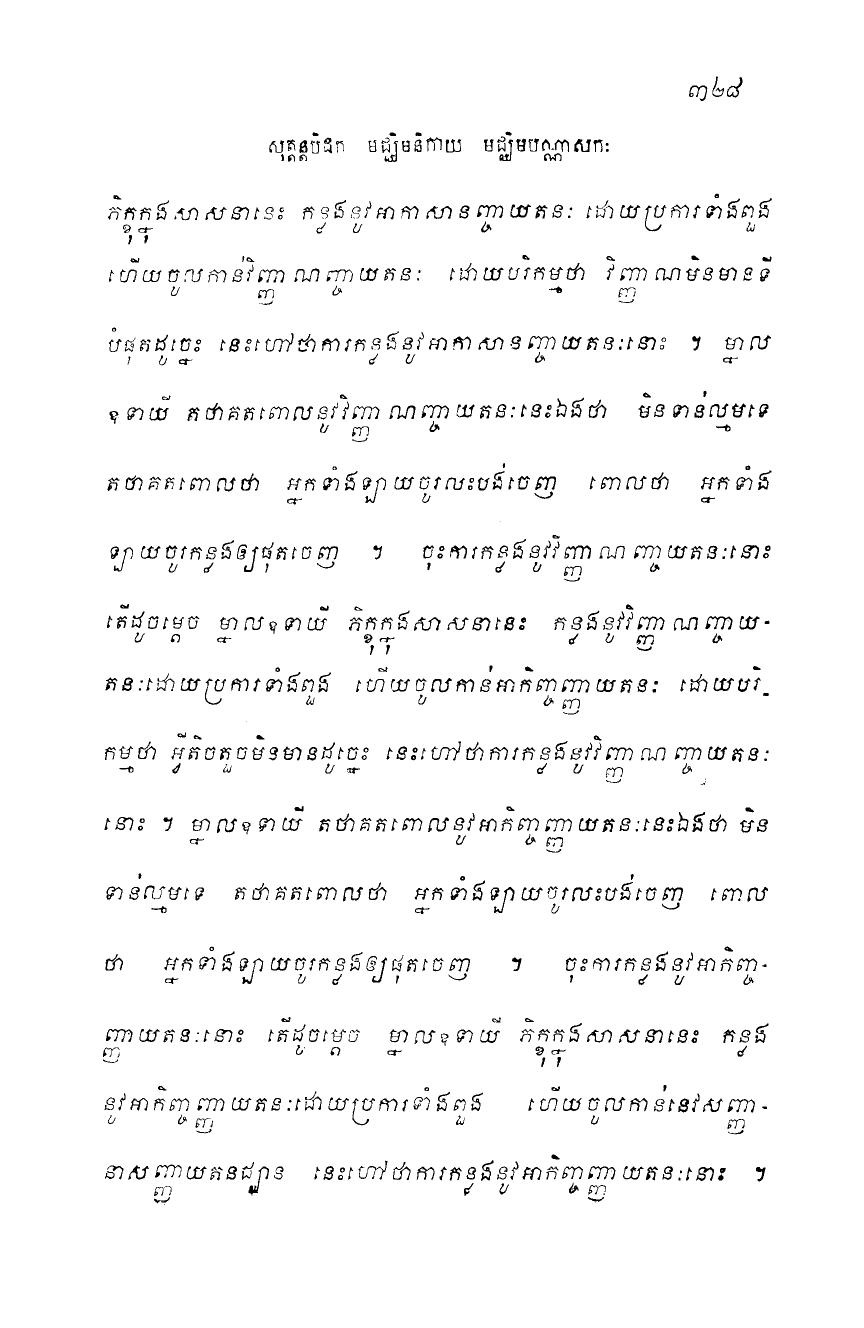 ៣២៨
សុត្តន្តបិដក មជ្ឈិមនិកាយ មជ្ឈិមបណ្ណាសកៈ
ភិក្ខុក្នុងសាសនានេះ កន្លងនូវអាកាសានញ្ចាយតនៈ ដោយប្រការទាំងពួង
ហើយចូលកាន់វិញ្ញាណញ្ចាយតនៈ ដោយបរិកម្មថា វិញ្ញាណមិនមានទី
បំផុតដូច្នេះ នេះហៅថាការកន្លងនូវអាកាសានញ្ចាយតនៈនោះ ។ ម្នាល
ឧទាយី តថាគតពោលនូវវិញ្ញាណញ្ចាយតនៈនេះឯងថា មិនទាន់ល្មមទេ
តថាគតពោលថា អ្នកទាំងឡាយចូរលះបង់ចេញ ពោលថា អ្នកទាំង
ឡាយចូរកន្លងឲ្យផុតចេញ ។ ចុះការកន្លងនូវវិញ្ញាណញ្ចាយតនៈនោះ
តើដូចម្តេច ម្នាលឧទាយី ភិក្ខុក្នុងសាសនានេះ កន្លងនូវវិញ្ញាណញ្ចាយ-
តនៈដោយប្រការទាំងពួង ហើយចូលកាន់អាកិញ្ចញ្ញាយតនៈ ដោយបរិ-
កម្មថា អ្វីតិចតួចមិនមានដូច្នេះ នេះហៅថាការកន្លងនូវវិញ្ញាណញ្ចាយតនៈ
នោះ ។ ម្នាលឧទាយី តថាគតពោលនូវអាកិញ្ចញ្ញាយតនៈនេះឯងថា មិន
ទាន់ល្មមទេ តថាគតពោលថា អ្នកទាំងឡាយចូរលះបង់ចេញ ពោល
ថា អ្នកទាំងឡាយចូរកន្លងឲ្យផុតចេញ ។ ចុះការកន្លងនូវអាកិញ្ច-
ញ្ញាយតនៈនោះ តើដូចម្តេច ម្នាលឧទាយី ភិក្ខុក្នុងសាសនានេះ កន្លង
នូវអាកិញ្ចញ្ញាយតនៈដោយប្រការទាំងពួង ហើយចូលកាន់នេវសញ្ញា-
នាសញ្ញាយតនជ្ឈាន នេះហៅថាការកន្លងនូវអាកិញ្ចញ្ញាយតនៈនោះ ។